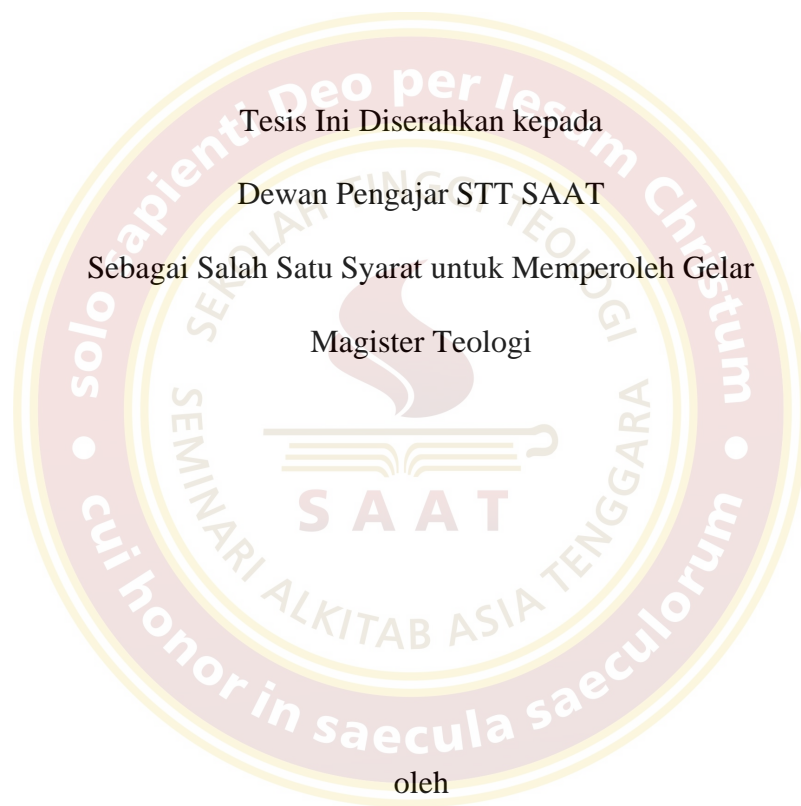 Tesis Ini Diserahkan kepada
Dewan Pengajar STT SAAT
Sebagai Salah Satu Syarat untuk Memperoleh Gelar
Magister Teologi
oleh
solo sapienti Deo per Iesum Christum
cui honor in saecula saeculorum
SEKOLAH TINGGI TEOLOGI
SEMINARI ALKITAB ASIA TENGGARA
SAAT